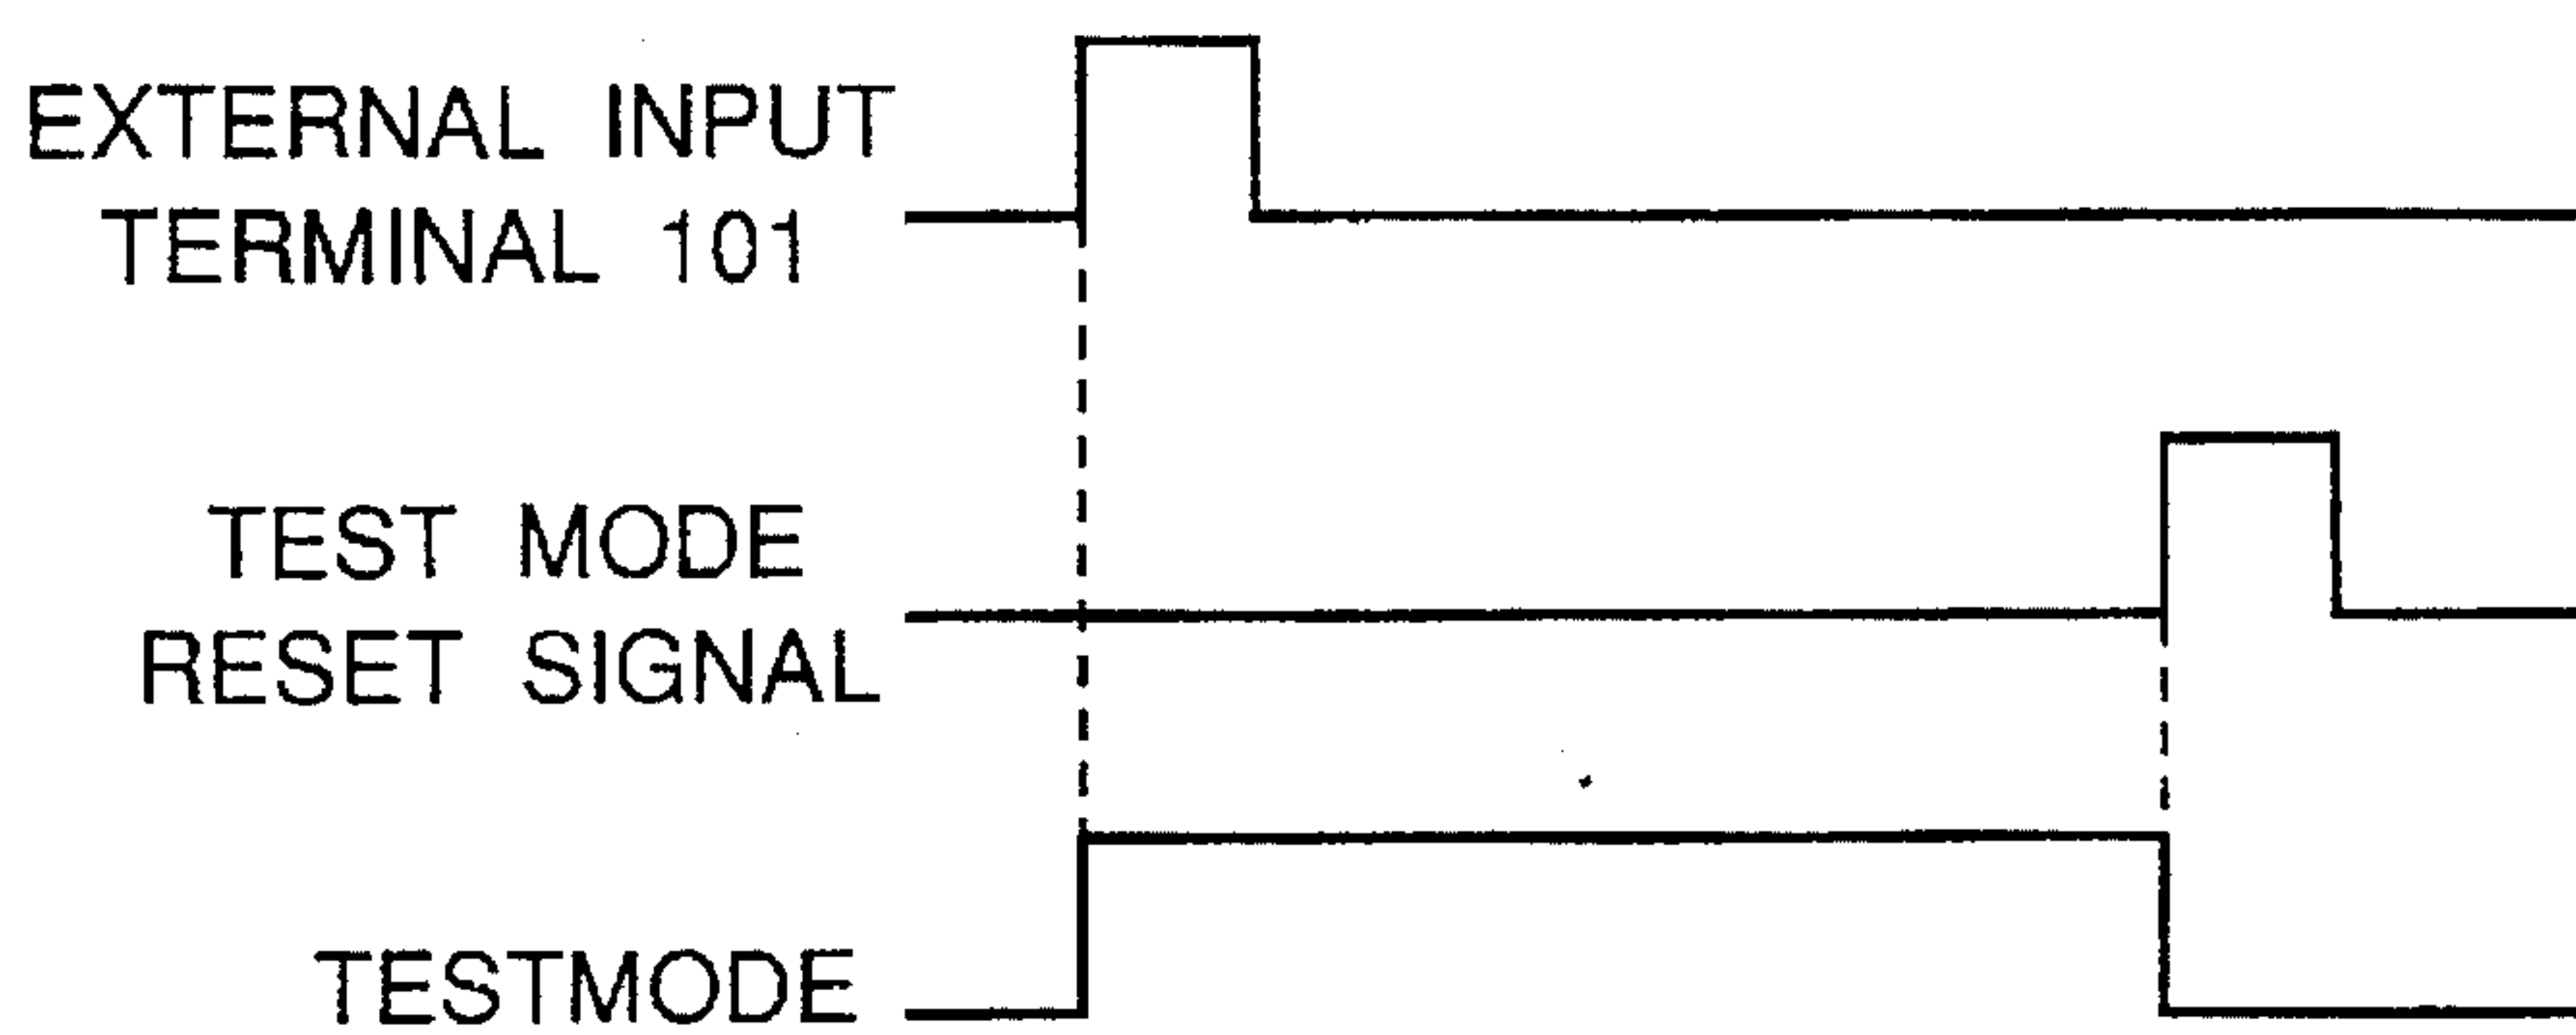 EXTERNAL INPUT
TERMINAL 101
TEST MODE
RESET SIGNAL
TESTMODE